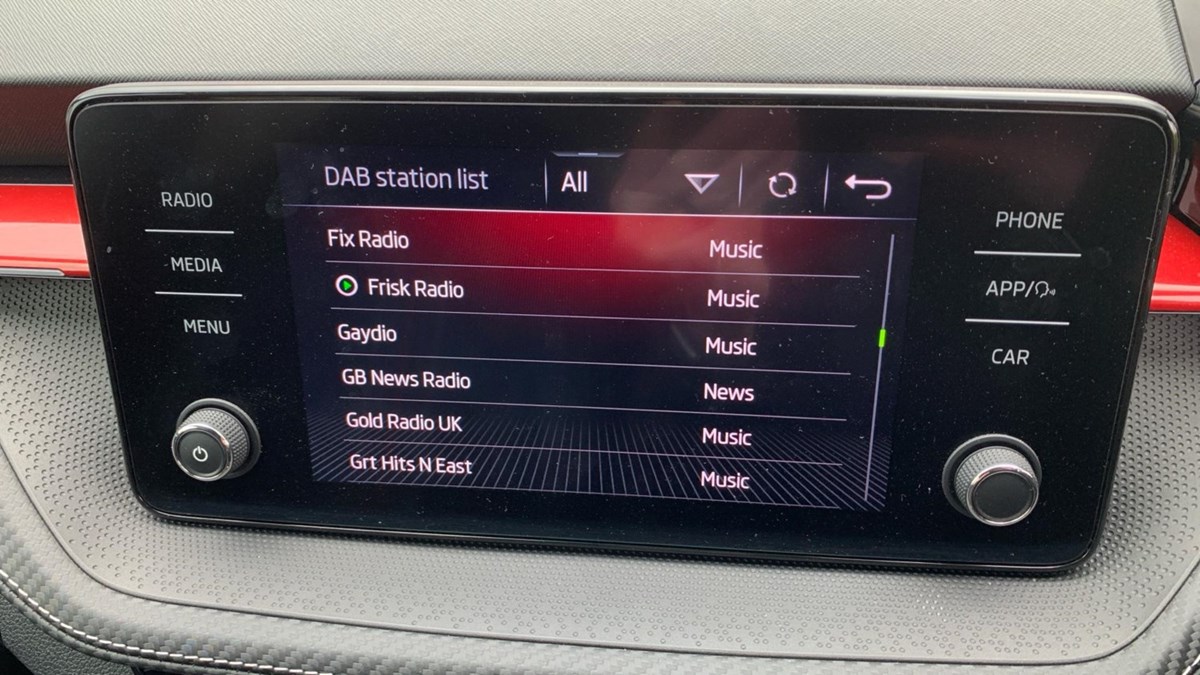 DAB station list All
RADIO
MEDIA
MENU
Fix Radio Music
Frisk Radio Music
Gaydio Music
GB News Radio News
Gold Radio UK Music
Grt Hits N East Music
PHONE
APP/
CAR